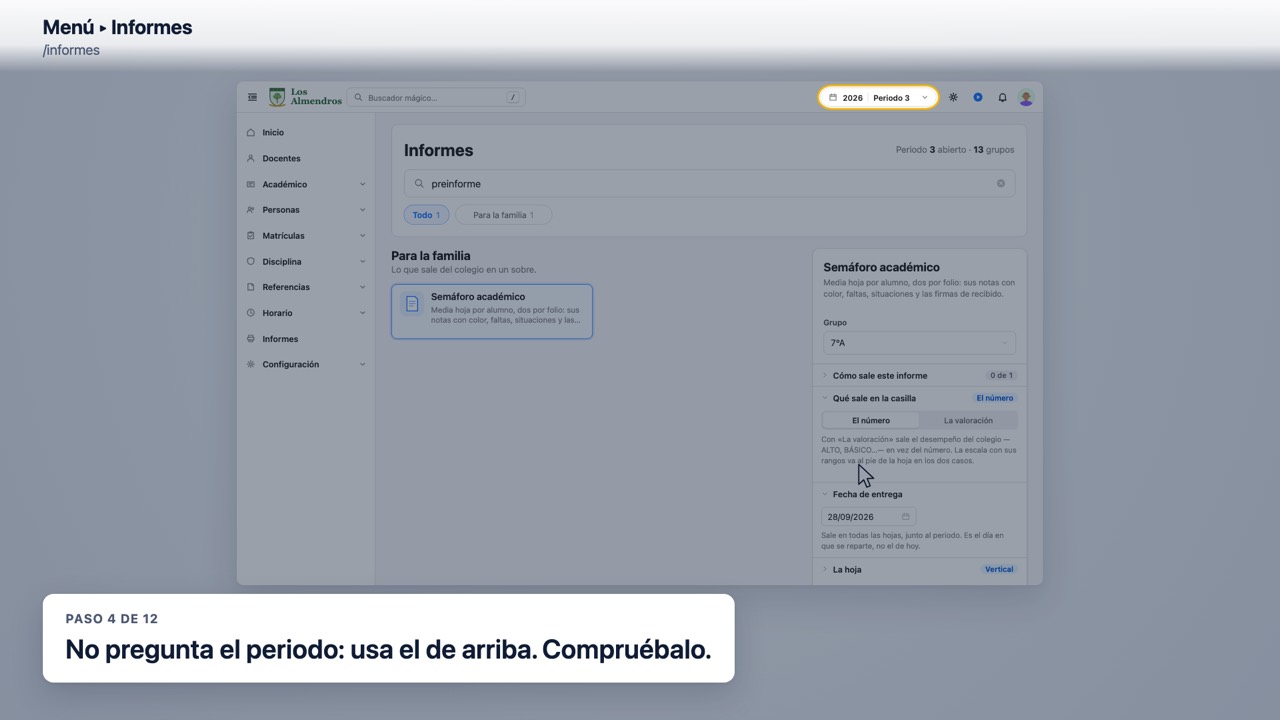 Menú ▸ Informes
/informes
Los Almendros
Buscador mágico...
/
2026 Periodo 3
Inicio
Docentes
Académico
Personas
Matrículas
Disciplina
Referencias
Horario
Informes
Configuración
Informes
Periodo 3 abierto · 13 grupos
preinforme
Todo 1
Para la familia 1
Para la familia
Lo que sale del colegio en un sobre.
Semáforo académico
Media hoja por alumno, dos por folio: sus
notas con color, faltas, situaciones y las...
Semáforo académico
Media hoja por alumno, dos por folio: sus notas con
color, faltas, situaciones y las firmas de recibido.
Grupo
7°A
Cómo sale este informe
0 de 1
Qué sale en la casilla
El número
El número
La valoración
Con «La valoración» sale el desempeño del colegio —
ALTO, BÁSICO...— en vez del número. La escala con sus
rangos va al pie de la hoja en los dos casos.
Fecha de entrega
28/09/2026
Sale en todas las hojas, junto al periodo. Es el día en
que se reparte, no el de hoy.
La hoja
Vertical
PASO 4 DE 12
No pregunta el periodo: usa el de arriba. Compruébalo.